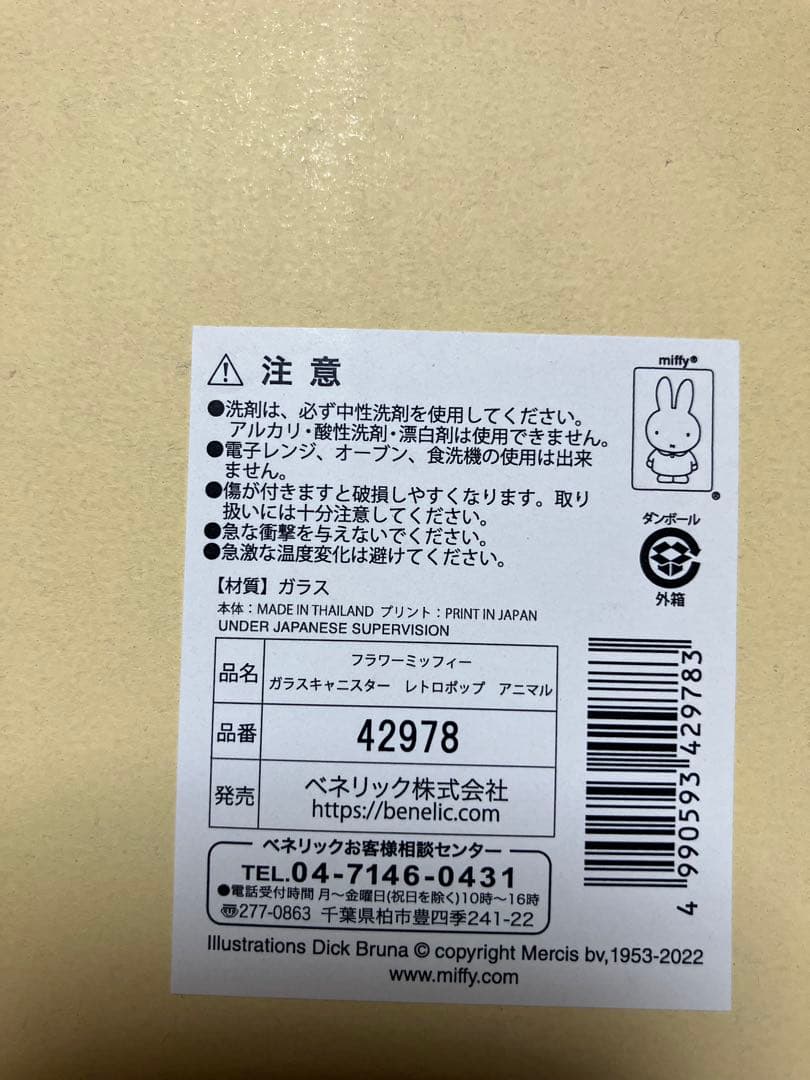 ⚠ 注意
●洗剤は、必ず中性洗剤を使用してください。
アルカリ・酸性洗剤・漂白剤は使用できません。
●電子レンジ、オーブン、食洗機の使用は出来
ません。
●傷が付きますと破損しやすくなります。取り
扱いには十分注意してください。
●急な衝撃を与えないでください。
●急激な温度変化は避けてください。
miffy®
®
ダンボール
外箱
【材質】ガラス
本体：MADE IN THAILAND プリント：PRINT IN JAPAN
UNDER JAPANESE SUPERVISION
品名
フラワーミッフィー
ガラスキャニスター レトロポップ アニマル
品番 42978
発売
ベネリック株式会社
https://benelic.com
4 990593 429783
ベネリックお客様相談センター
TEL.04-7146-0431
●電話受付時間 月～金曜日(祝日を除く)10時～16時
〠277-0863 千葉県柏市豊四季241-22
Illustrations Dick Bruna © copyright Mercis bv,1953-2022
www.miffy.com